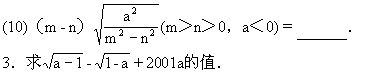 (10)（m - n）√(a²/(m² − n²)) (m＞n＞0，a＜0)＝______．
3．求√(a − 1) - √(1 - a) + 2001a的值．